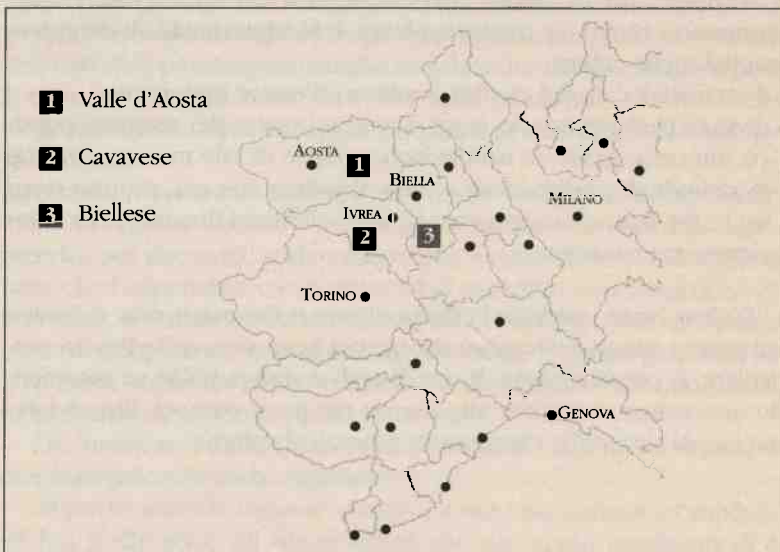 1 Valle d'Aosta
2 Cavavese
3 Biellese
AOSTA
1
BIELLA
IVREA
MILANO
2
3
TORINO
GENOVA